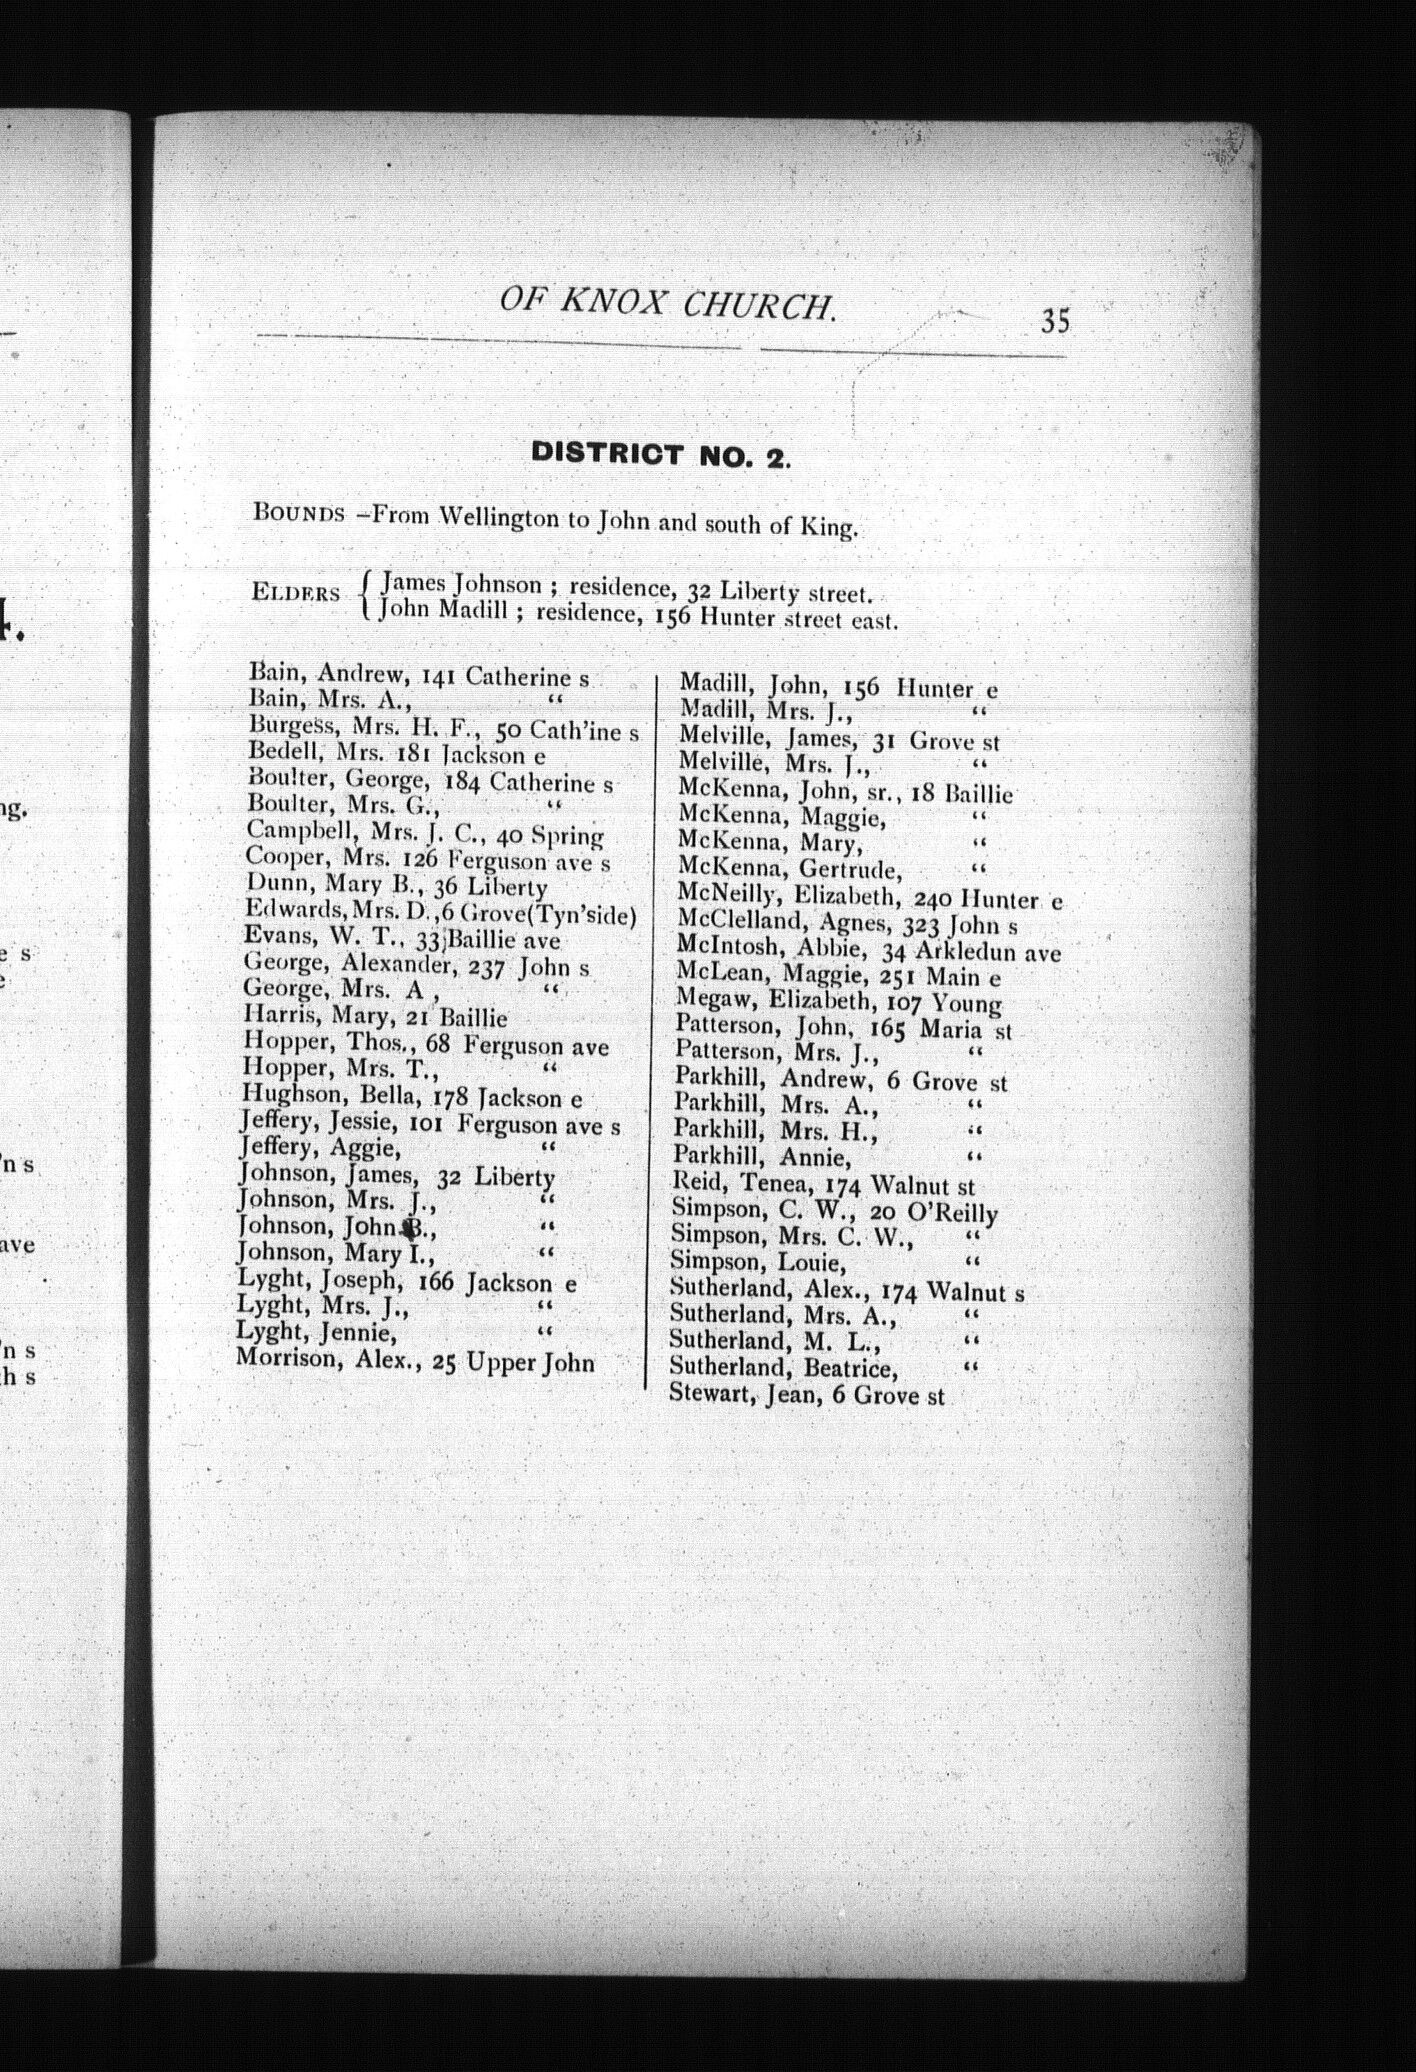 OF KNOX CHURCH.
35
DISTRICT NO. 2.
BOUNDS –From Wellington to John and south of King.
ELDERS { James Johnson ; residence, 32 Liberty street.
John Madill ; residence, 156 Hunter street east.
Bain, Andrew, 141 Catherine s
Bain, Mrs. A., “
Burgess, Mrs. H. F., 50 Cath'ine s
Bedell, Mrs. 181 Jackson e
Boulter, George, 184 Catherine s
Boulter, Mrs. G., “
Campbell, Mrs. J. C., 40 Spring
Cooper, Mrs. 126 Ferguson ave s
Dunn, Mary B., 36 Liberty
Edwards, Mrs. D., 6 Grove(Tyn'side)
Evans, W. T., 33 Baillie ave
George, Alexander, 237 John s
George, Mrs. A , “
Harris, Mary, 21 Baillie
Hopper, Thos., 68 Ferguson ave
Hopper, Mrs. T., “
Hughson, Bella, 178 Jackson e
Jeffery, Jessie, 101 Ferguson ave s
Jeffery, Aggie, “
Johnson, James, 32 Liberty
Johnson, Mrs. J., “
Johnson, John B., “
Johnson, Mary I., “
Lyght, Joseph, 166 Jackson e
Lyght, Mrs. J., “
Lyght, Jennie, “
Morrison, Alex., 25 Upper John
Madill, John, 156 Hunter e
Madill, Mrs. J., “
Melville, James, 31 Grove st
Melville, Mrs. J., “
McKenna, John, sr., 18 Baillie
McKenna, Maggie, “
McKenna, Mary, “
McKenna, Gertrude, “
McNeilly, Elizabeth, 240 Hunter e
McClelland, Agnes, 323 John s
McIntosh, Abbie, 34 Arkledun ave
McLean, Maggie, 251 Main e
Megaw, Elizabeth, 107 Young
Patterson, John, 165 Maria st
Patterson, Mrs. J., “
Parkhill, Andrew, 6 Grove st
Parkhill, Mrs. A., “
Parkhill, Mrs. H., “
Parkhill, Annie, “
Reid, Tenea, 174 Walnut st
Simpson, C. W., 20 O'Reilly
Simpson, Mrs. C. W., “
Simpson, Louie, “
Sutherland, Alex., 174 Walnut s
Sutherland, Mrs. A., “
Sutherland, M. L., “
Sutherland, Beatrice, “
Stewart, Jean, 6 Grove st